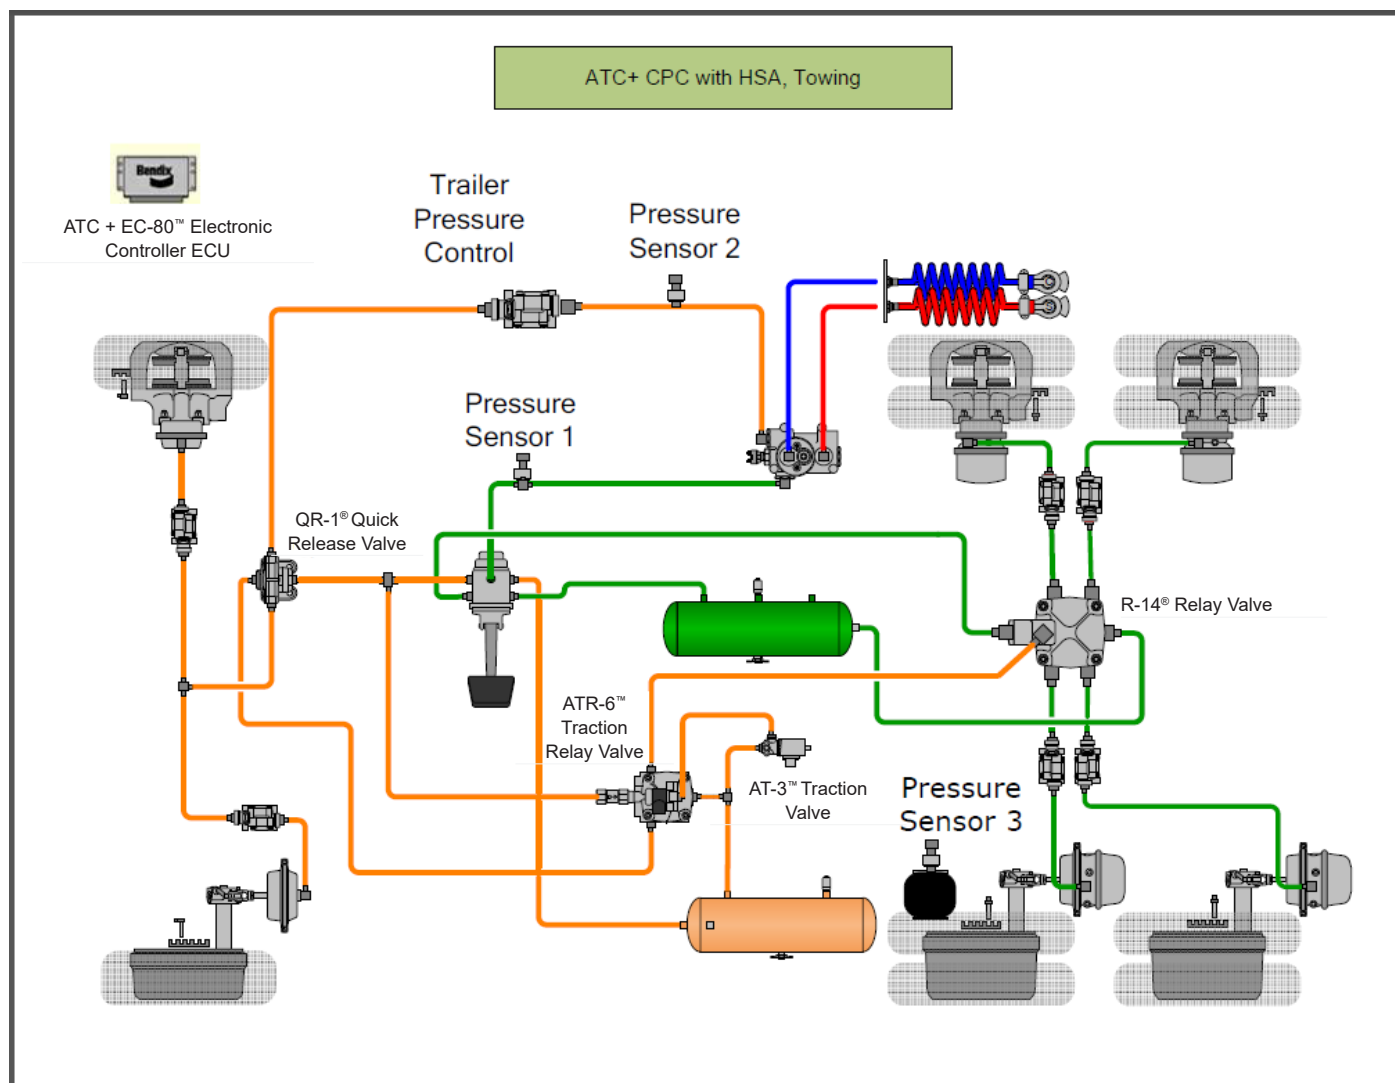 ATC+ CPC with HSA, Towing
Bendix
ATC + EC-80™ Electronic
Controller ECU
Trailer
Pressure
Control
Pressure
Sensor 2
Pressure
Sensor 1
QR-1® Quick
Release Valve
R-14® Relay Valve
ATR-6™
Traction
Relay Valve
AT-3™ Traction
Valve
Pressure
Sensor 3